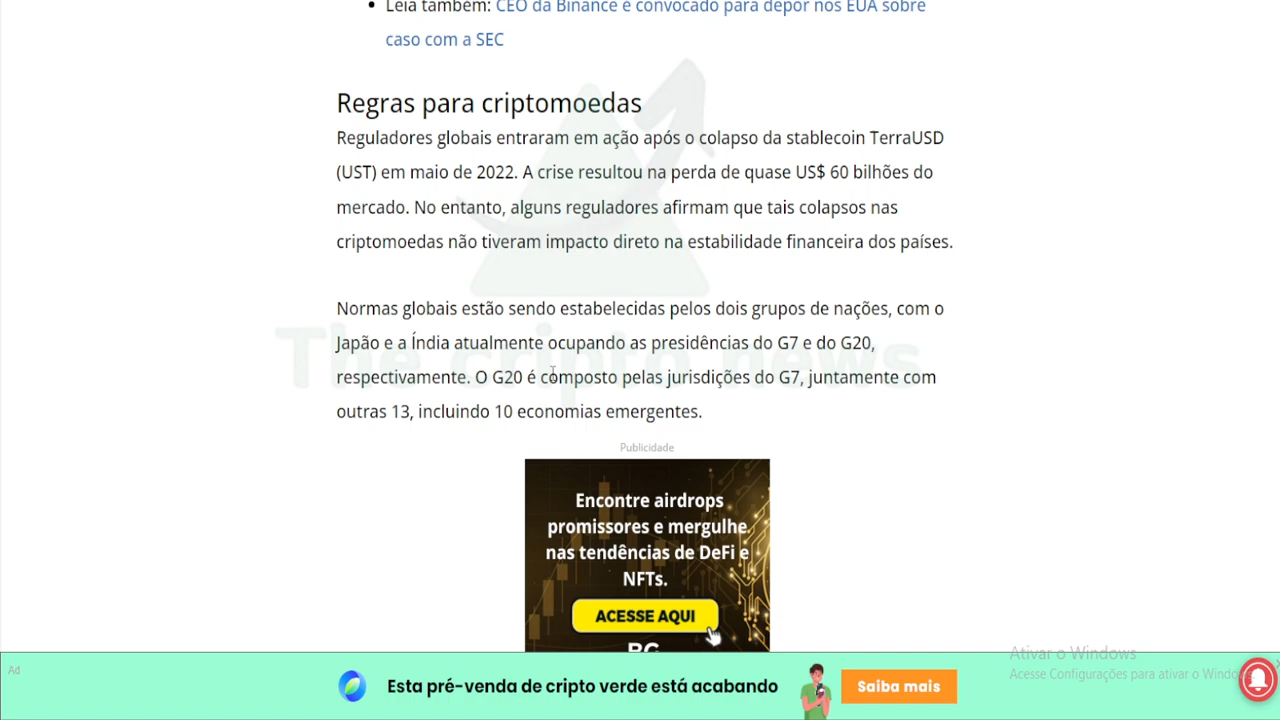 Leia também: CEO da Binance é convocado para depor nos EUA sobre
caso com a SEC
Regras para criptomoedas
Reguladores globais entraram em ação após o colapso da stablecoin TerraUSD
(UST) em maio de 2022. A crise resultou na perda de quase US$ 60 bilhões do
mercado. No entanto, alguns reguladores afirmam que tais colapsos nas
criptomoedas não tiveram impacto direto na estabilidade financeira dos países.
Normas globais estão sendo estabelecidas pelos dois grupos de nações, com o
Japão e a Índia atualmente ocupando as presidências do G7 e do G20,
respectivamente. O G20 é composto pelas jurisdições do G7, juntamente com
outras 13, incluindo 10 economias emergentes.
The cripto news
Publicidade
Encontre airdrops
promissores e mergulhe
nas tendências de DeFi e
NFTs.
ACESSE AQUI
Ad
Esta pré-venda de cripto verde está acabando
Saiba mais
Ativar o Windows
Acesse Configurações para ativar o Windows